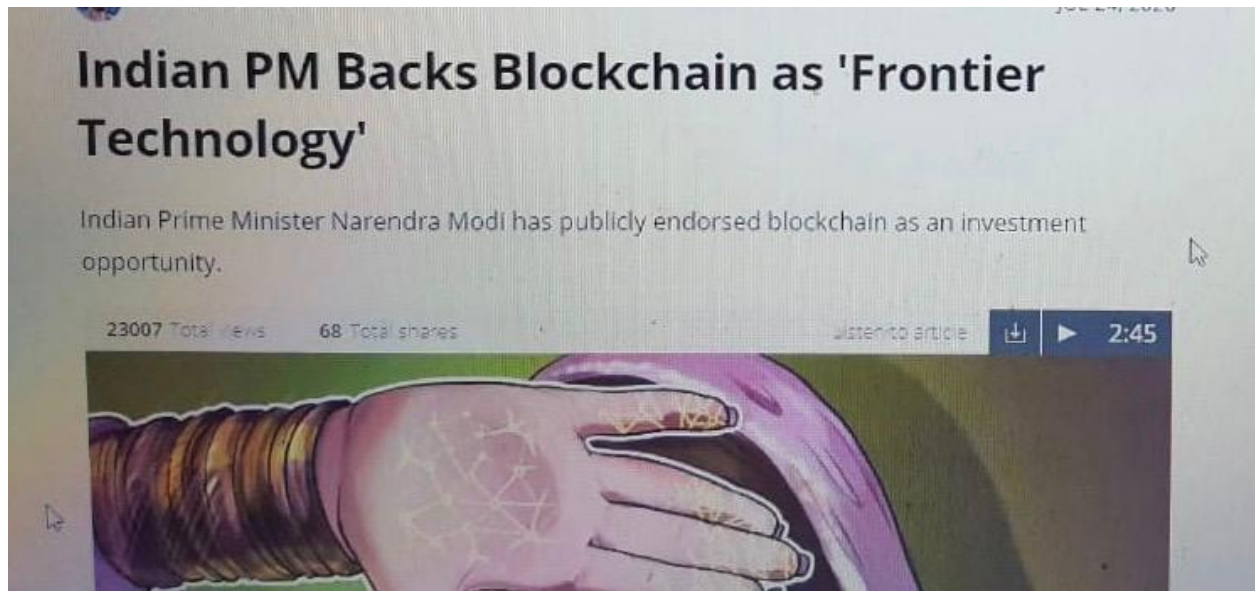 Indian PM Backs Blockchain as 'Frontier
Technology'
Indian Prime Minister Narendra Modi has publicly endorsed blockchain as an investment
opportunity.
23007 Total views 68 Total shares Listen to article 2:45